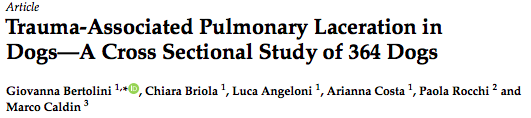 Article
Trauma-Associated Pulmonary Laceration in
Dogs—A Cross Sectional Study of 364 Dogs
Giovanna Bertolini 1,*, Chiara Briola 1, Luca Angeloni 1, Arianna Costa 1, Paola Rocchi 2 and
Marco Caldin 3